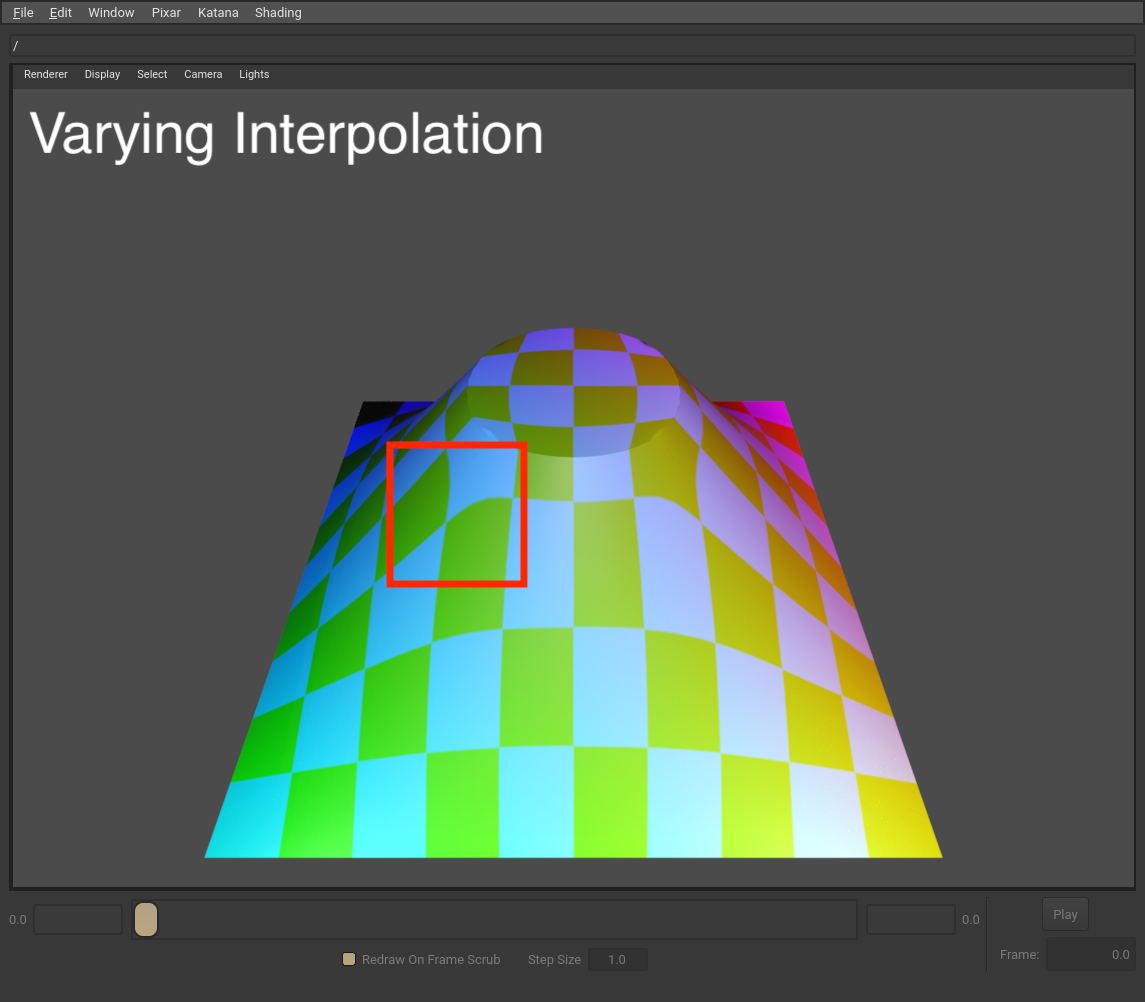 File Edit Window Pixar Katana Shading
/
Renderer Display Select Camera Lights
Varying Interpolation
0.0 0.0 Play
Redraw On Frame Scrub Step Size 1.0 Frame: 0.0